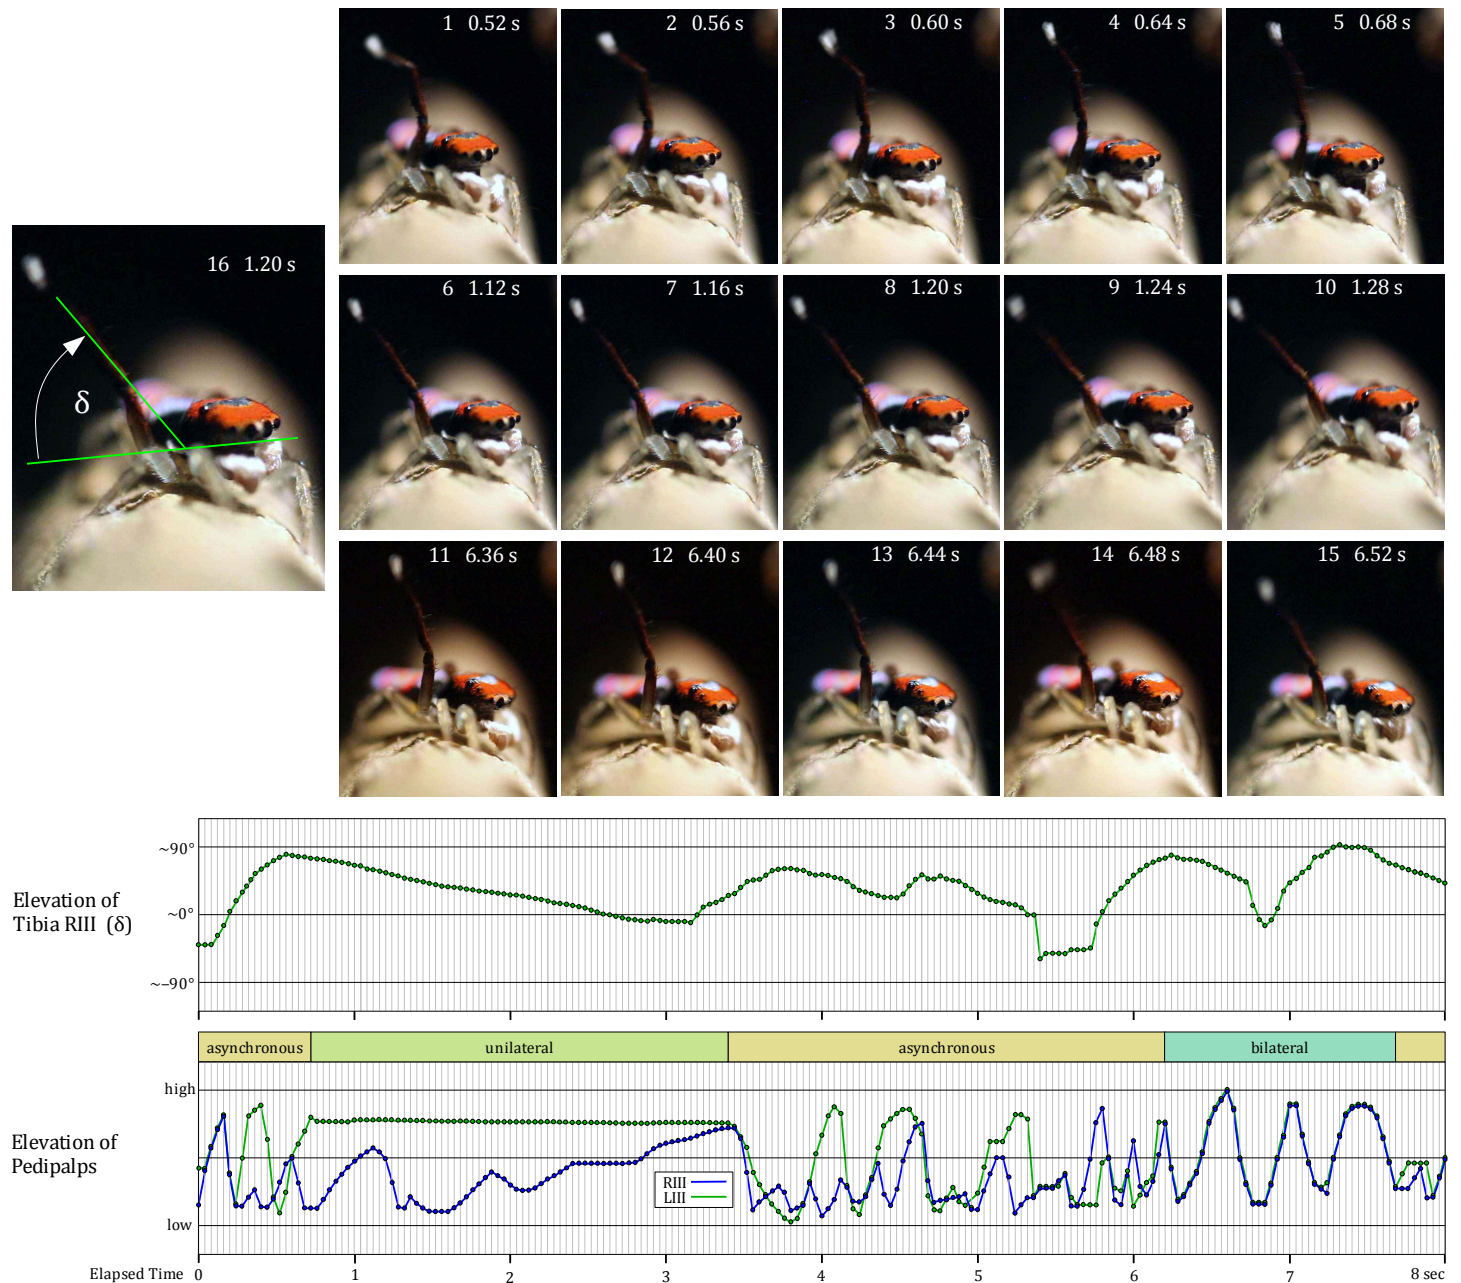 1 0.52 s
2 0.56 s
3 0.60 s
4 0.64 s
5 0.68 s
16 1.20 s
δ
6 1.12 s
7 1.16 s
8 1.20 s
9 1.24 s
10 1.28 s
11 6.36 s
12 6.40 s
13 6.44 s
14 6.48 s
15 6.52 s
~90°
Elevation of
Tibia RIII (δ)
~0°
~–90°
asynchronous
unilateral
asynchronous
bilateral
high
Elevation of
Pedipalps
RIII
LIII
low
Elapsed Time 0 1 2 3 4 5 6 7 8 sec